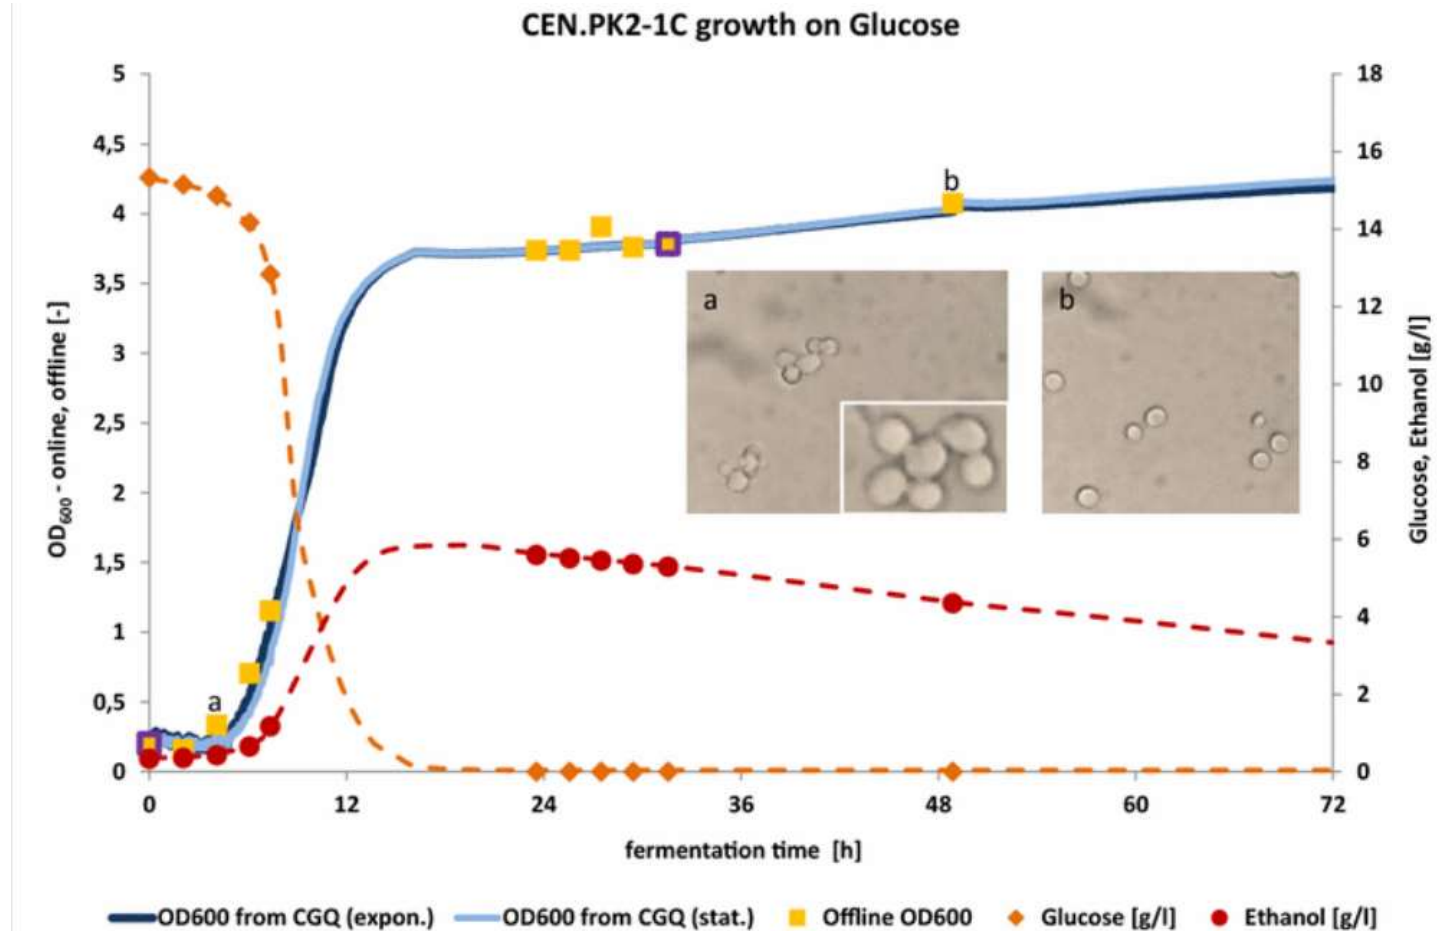 CEN.PK2-1C growth on Glucose
5
4,5
4
3,5
3
2,5
2
1,5
1
0,5
0
OD600 - online, offline [-]
18
16
14
12
10
8
6
4
2
0
Glucose, Ethanol [g/l]
a
b
a
b
0 12 24 36 48 60 72
fermentation time [h]
OD600 from CGQ (expon.) OD600 from CGQ (stat.) Offline OD600 Glucose [g/l] Ethanol [g/l]